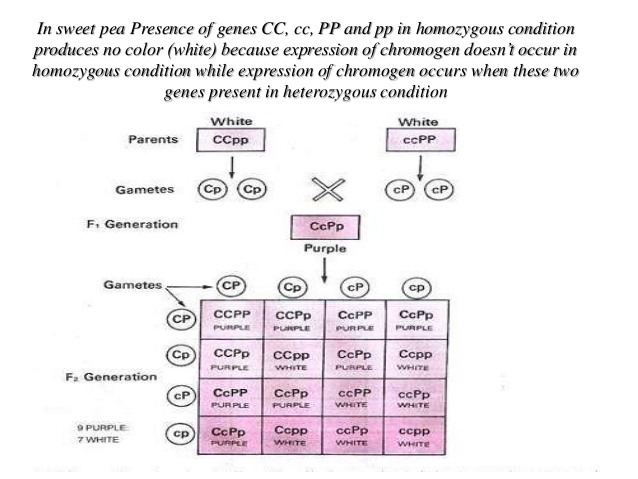 In sweet pea Presence of genes CC, cc, PP and pp in homozygous condition
produces no color (white) because expression of chromogen doesn't occur in
homozygous condition while expression of chromogen occurs when these two
genes present in heterozygous condition
White White
Parents CCpp ccPP
Gametes Cp Cp cP cP
F₁ Generation CcPp
Purple
Gametes CP Cp cP cp
CP CCPP CCPp CcPP CcPp
PURPLE PURPLE PURPLE PURPLE
Cp CCPp CCpp CcPp Ccpp
PURPLE WHITE PURPLE WHITE
F₂ Generation
cP CcPP CcPp ccPP ccPp
PURPLE PURPLE WHITE WHITE
9 PURPLE:
7 WHITE
cp CcPp Ccpp ccPp ccpp
PURPLE WHITE WHITE WHITE